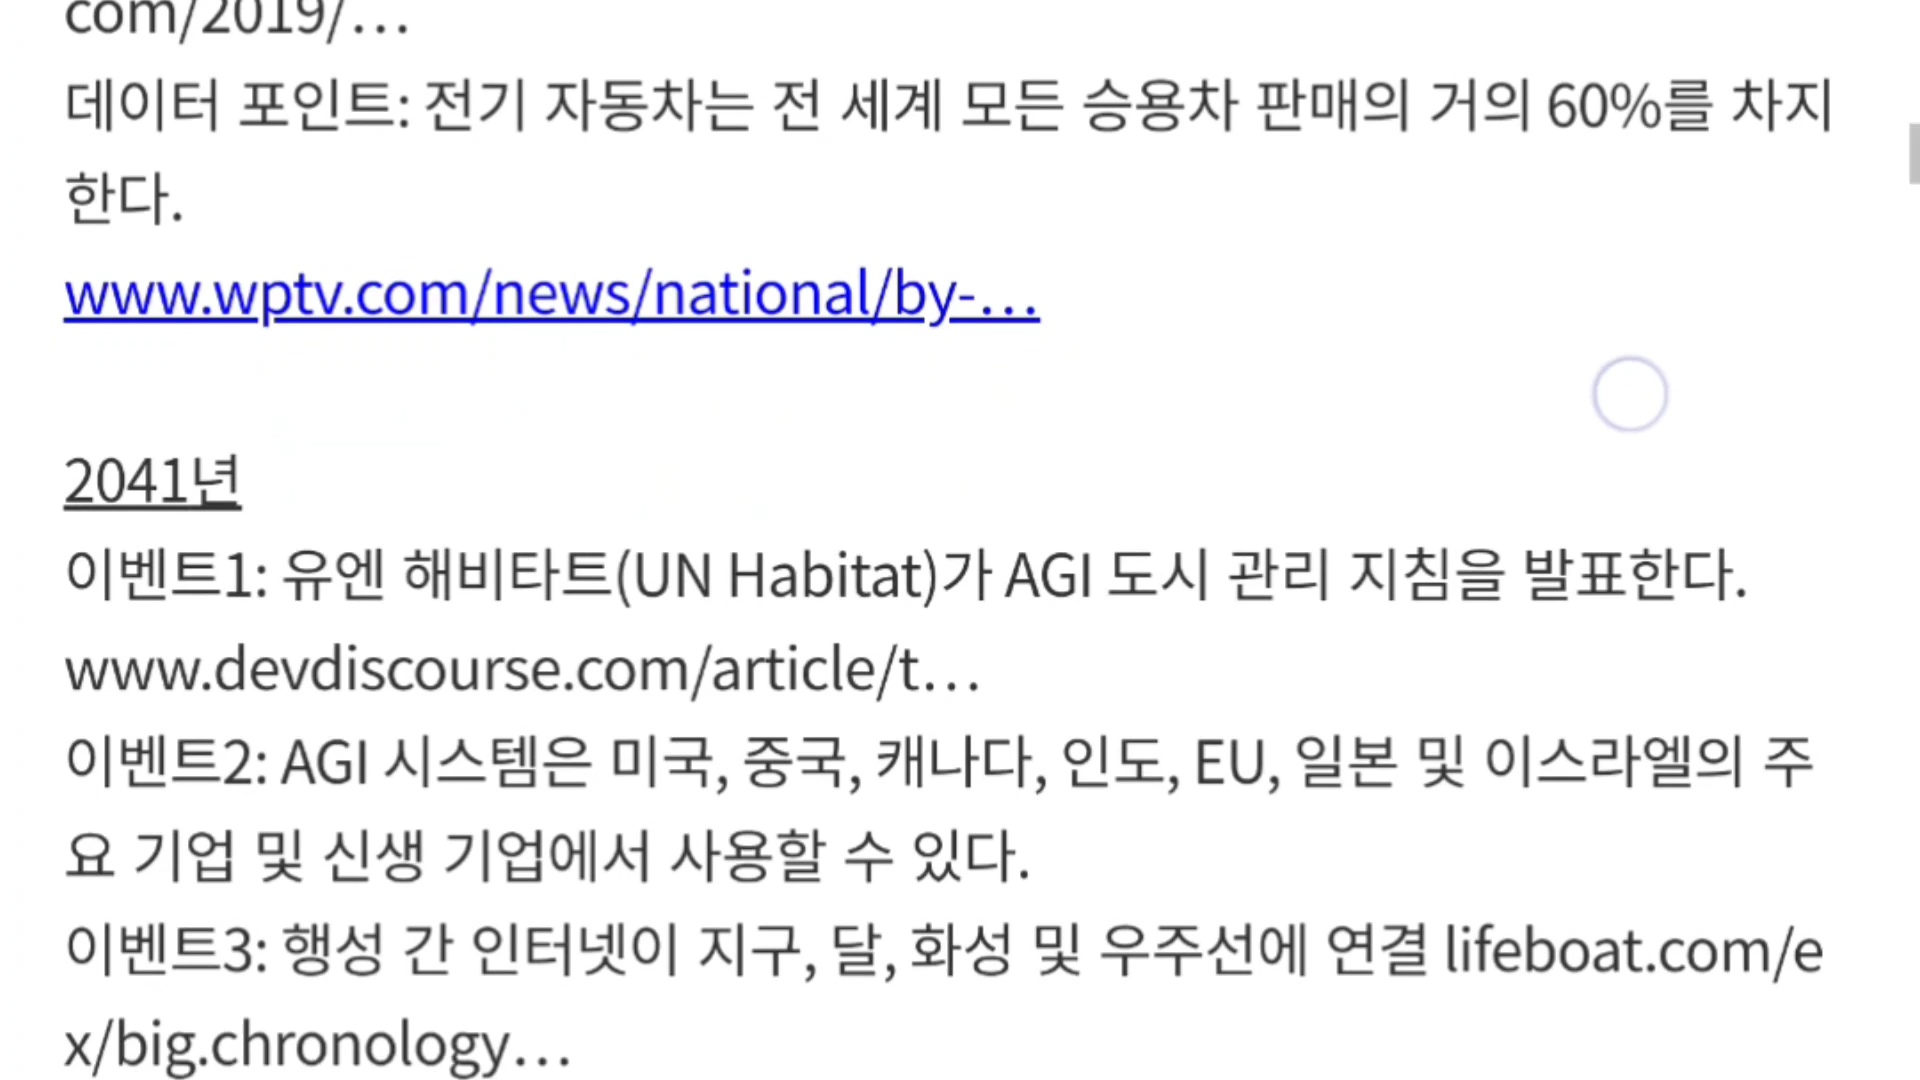 com/2019/…
데이터 포인트: 전기 자동차는 전 세계 모든 승용차 판매의 거의 60%를 차지
한다.
www.wptv.com/news/national/by-…
2041년
이벤트1: 유엔 해비타트(UN Habitat)가 AGI 도시 관리 지침을 발표한다.
www.devdiscourse.com/article/t…
이벤트2: AGI 시스템은 미국, 중국, 캐나다, 인도, EU, 일본 및 이스라엘의 주
요 기업 및 신생 기업에서 사용할 수 있다.
이벤트3: 행성 간 인터넷이 지구, 달, 화성 및 우주선에 연결 lifeboat.com/e
x/big.chronology…